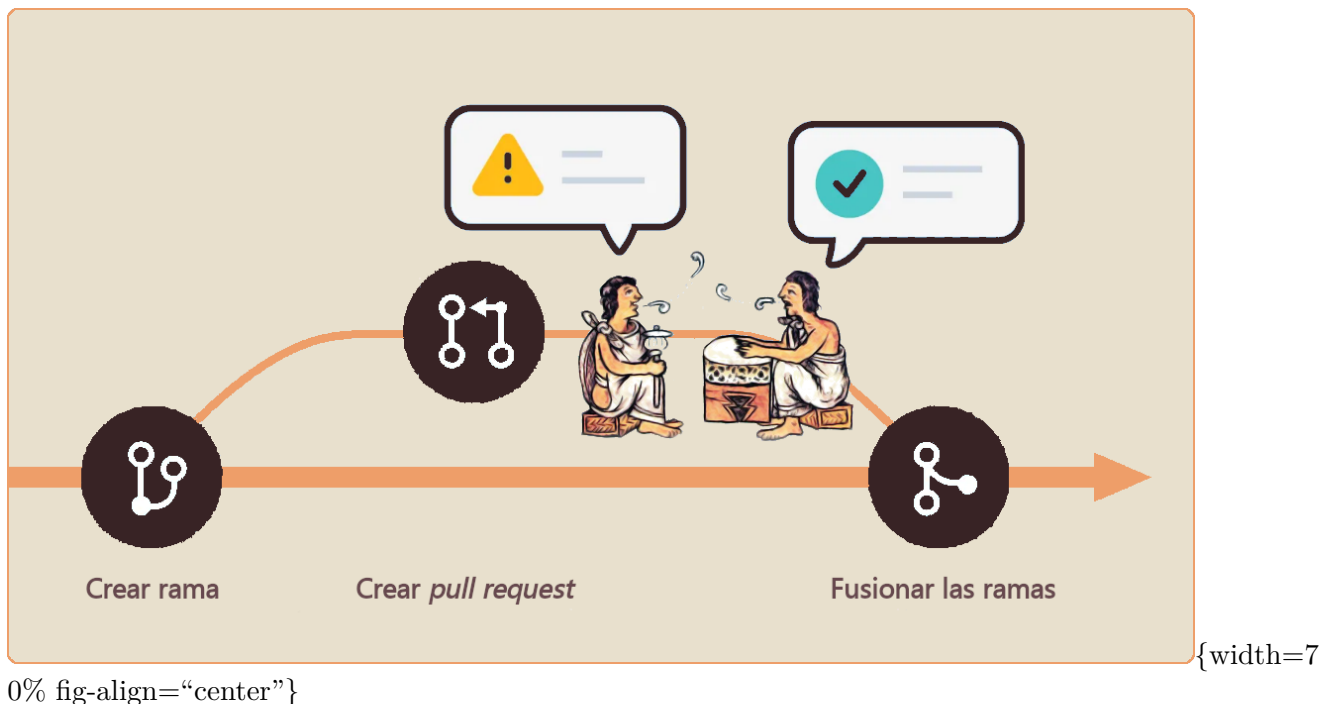 Crear rama
Crear pull request
Fusionar las ramas
{width=7
0% fig-align=“center”}